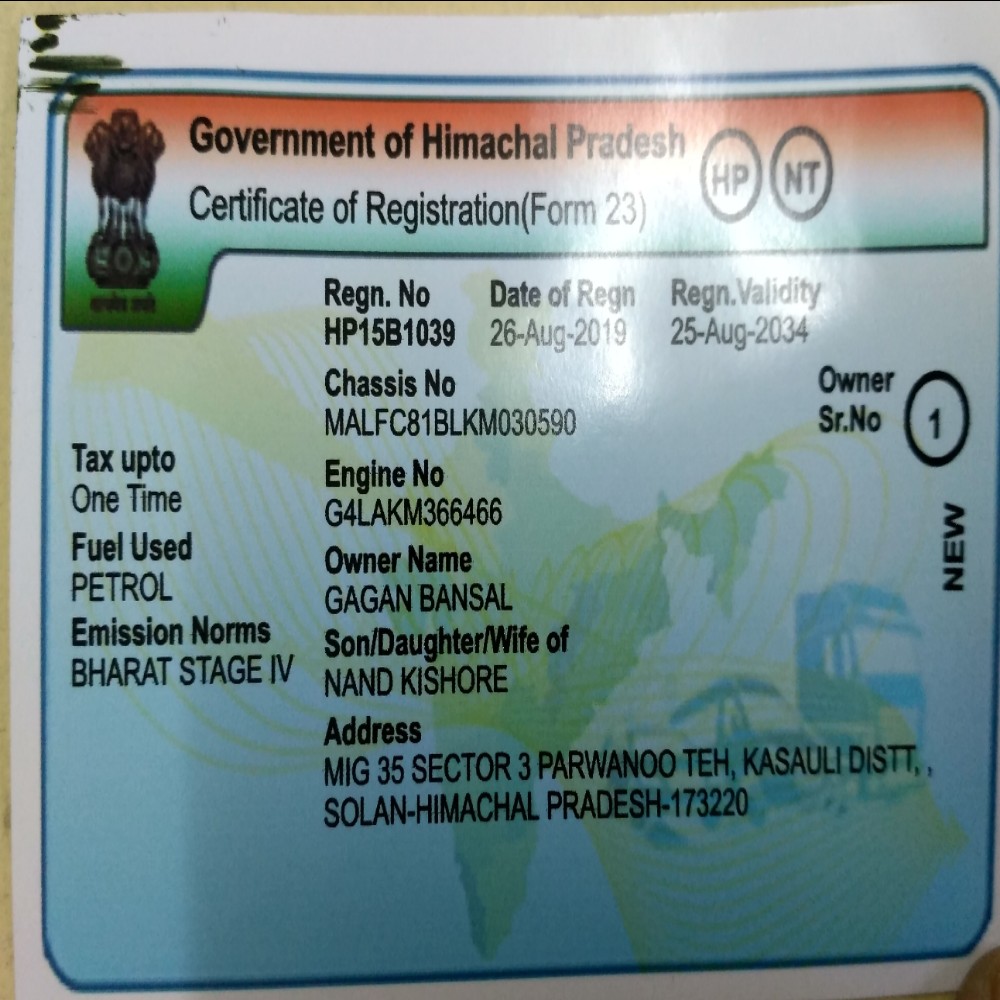 Government of Himachal Pradesh
HP NT
Certificate of Registration(Form 23)
Regn. No Date of Regn Regn.Validity
HP15B1039 26-Aug-2019 25-Aug-2034
Chassis No
MALFC81BLKM030590
Owner
Sr.No 1
Tax upto
One Time
Engine No
G4LAKM366466
NEW
Fuel Used
PETROL
Owner Name
GAGAN BANSAL
Emission Norms
BHARAT STAGE IV
Son/Daughter/Wife of
NAND KISHORE
Address
MIG 35 SECTOR 3 PARWANOO TEH, KASAULI DISTT, ,
SOLAN-HIMACHAL PRADESH-173220